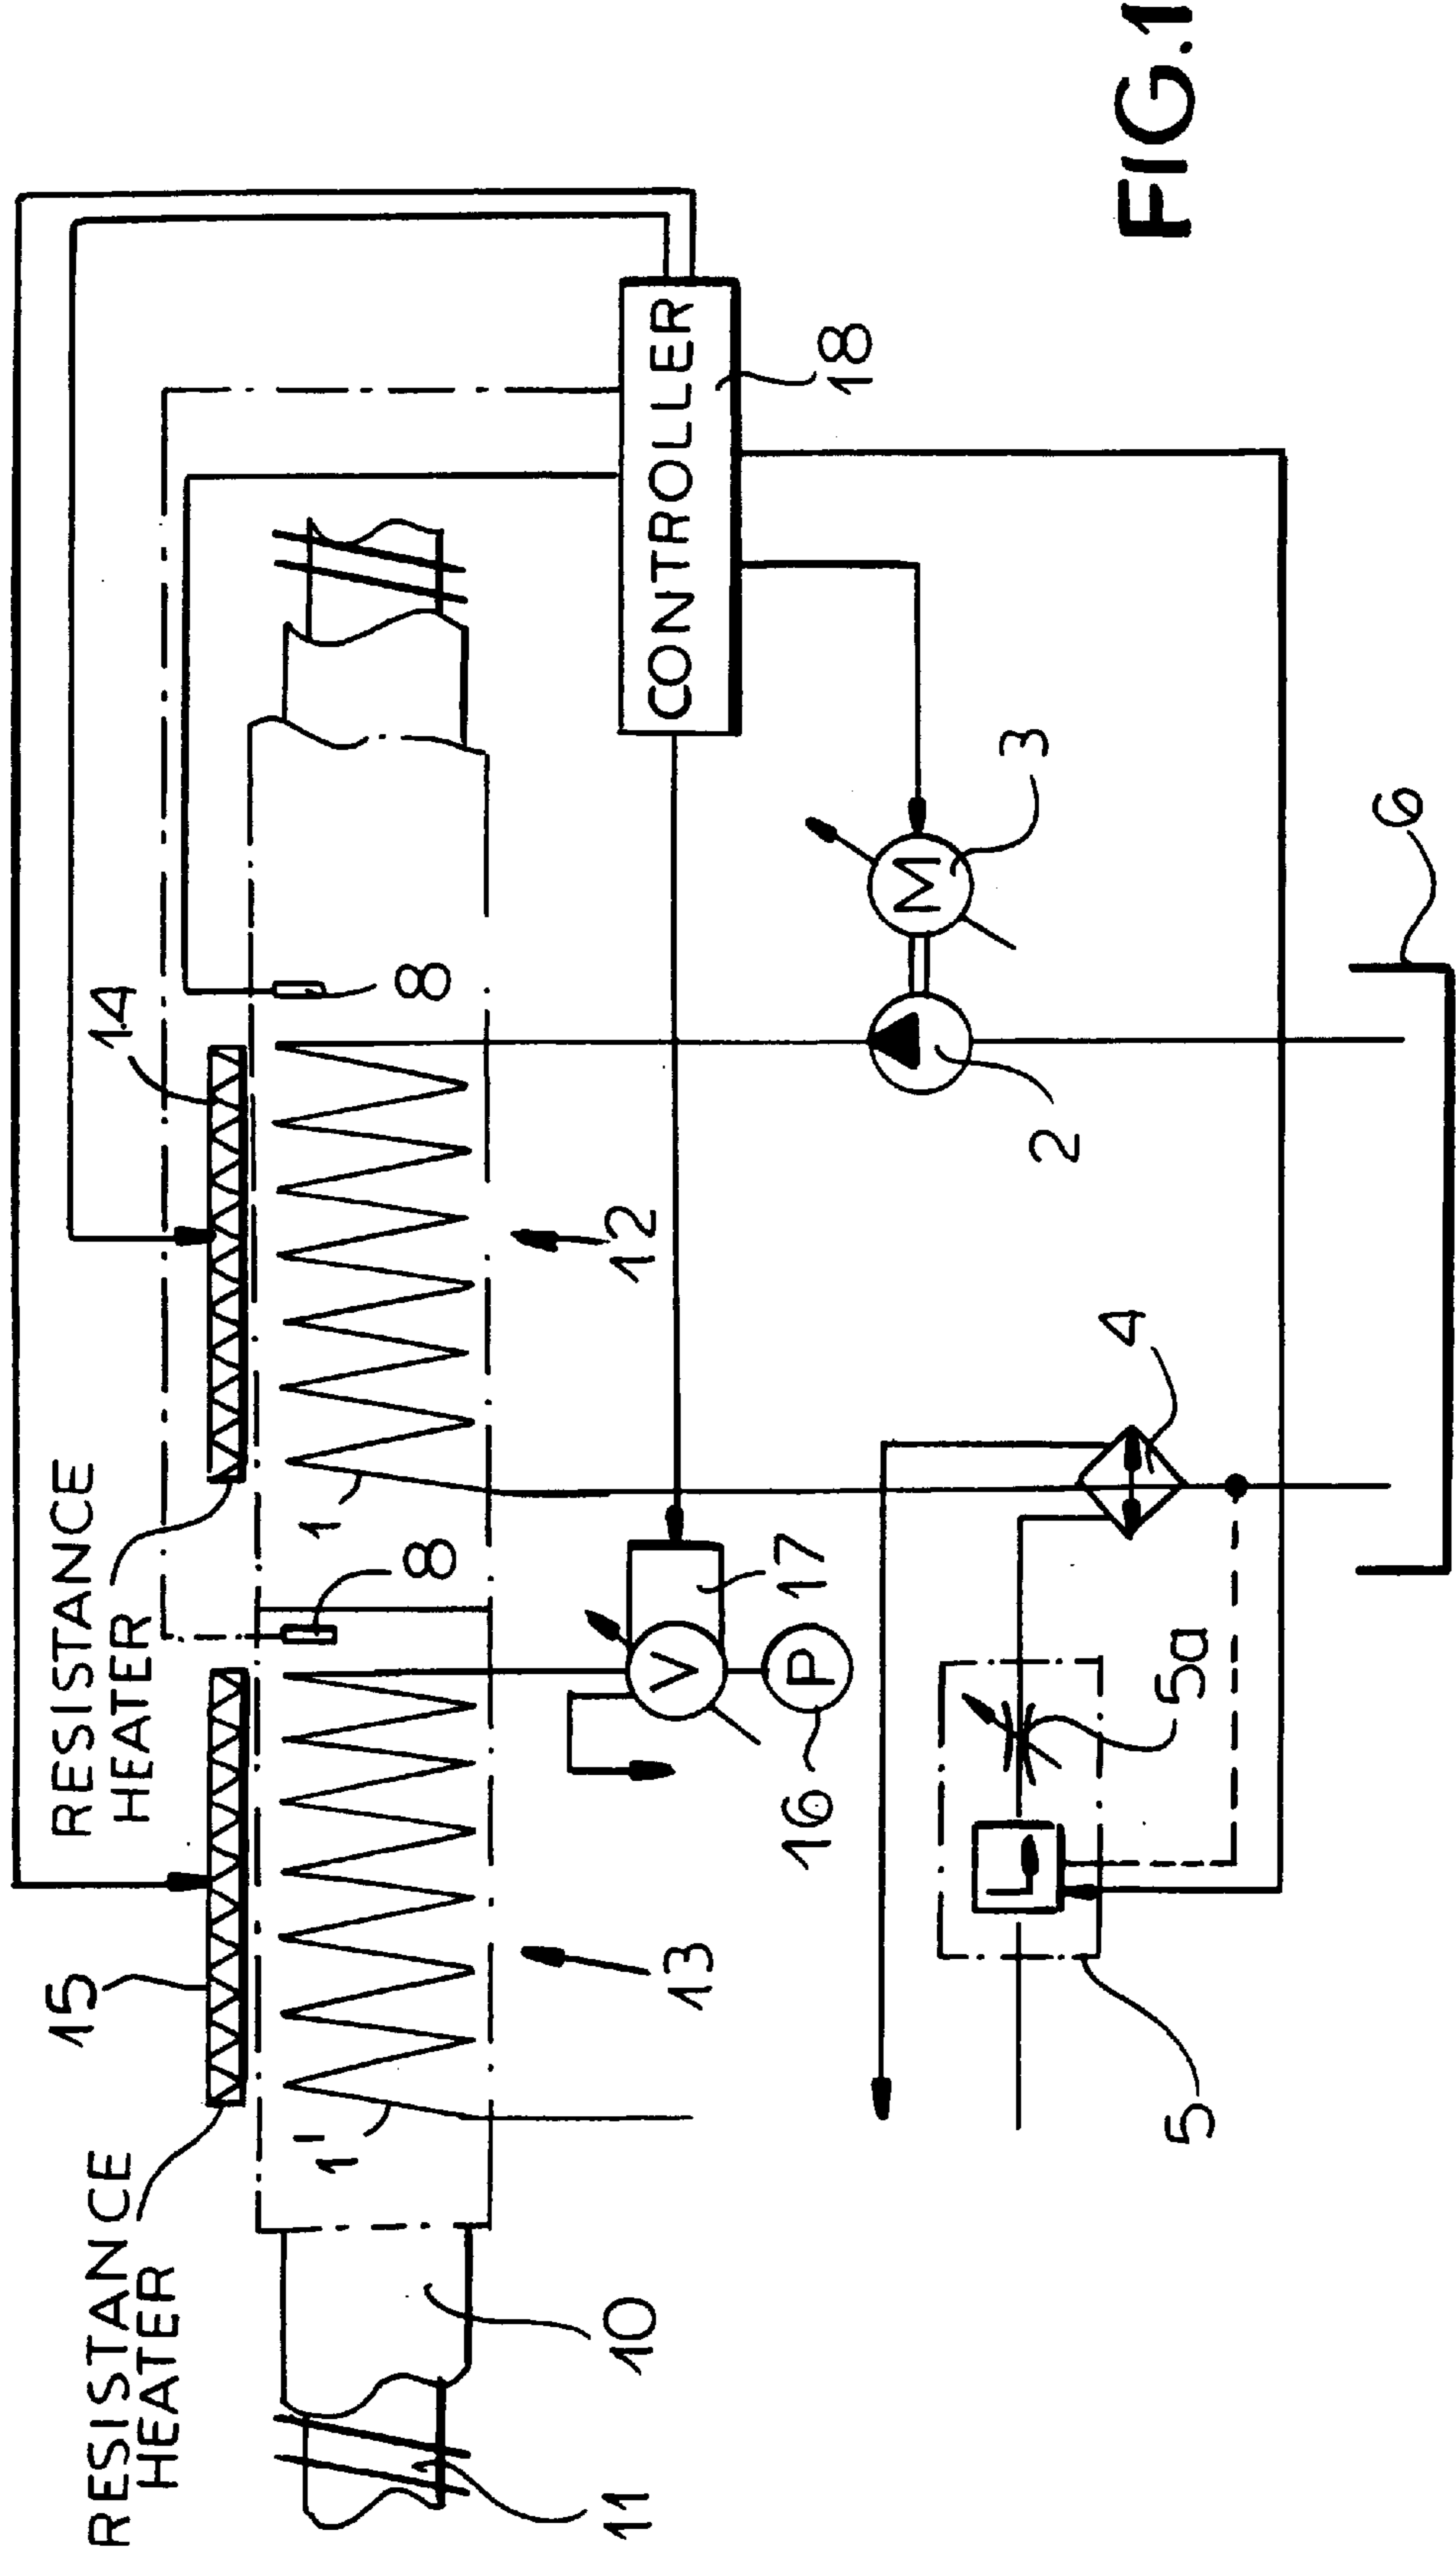 RESISTANCE
HEATER
15
RESISTANCE
HEATER
14
8
8
1'
1
10
11
13
12
CONTROLLER
18
V
17
P
16
M
3
2
5a
5
4
6
FIG.1